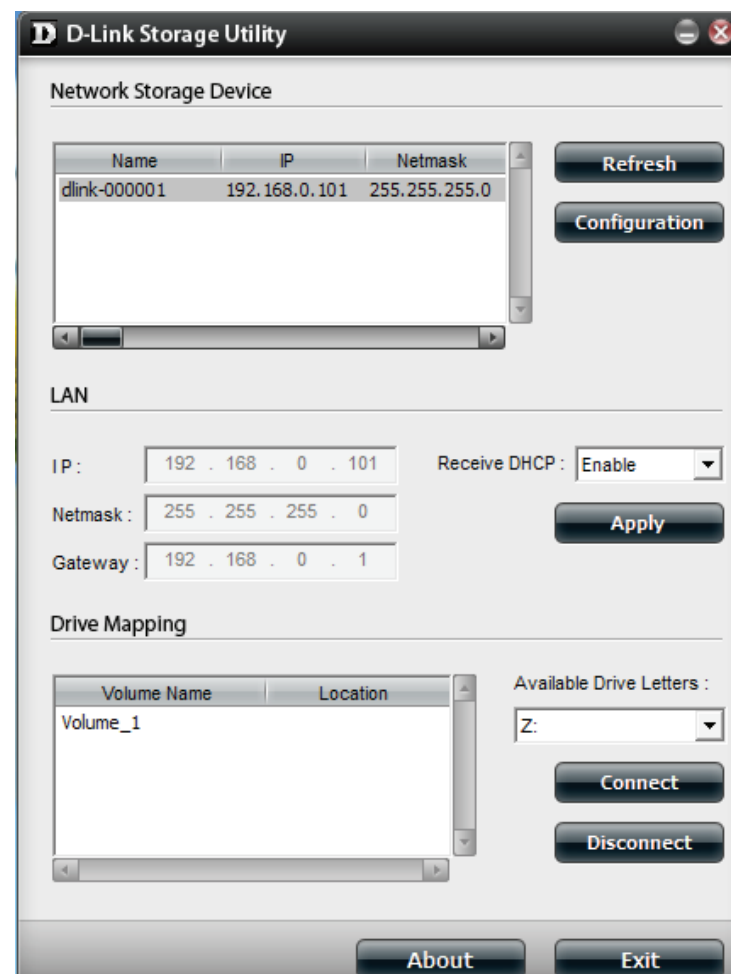 D D-Link Storage Utility
Network Storage Device
Name IP Netmask
dlink-000001 192.168.0.101 255.255.255.0
Refresh
Configuration
LAN
IP : 192 . 168 . 0 . 101
Receive DHCP : Enable
Netmask : 255 . 255 . 255 . 0
Apply
Gateway : 192 . 168 . 0 . 1
Drive Mapping
Volume Name Location
Volume_1
Available Drive Letters :
Z:
Connect
Disconnect
About Exit